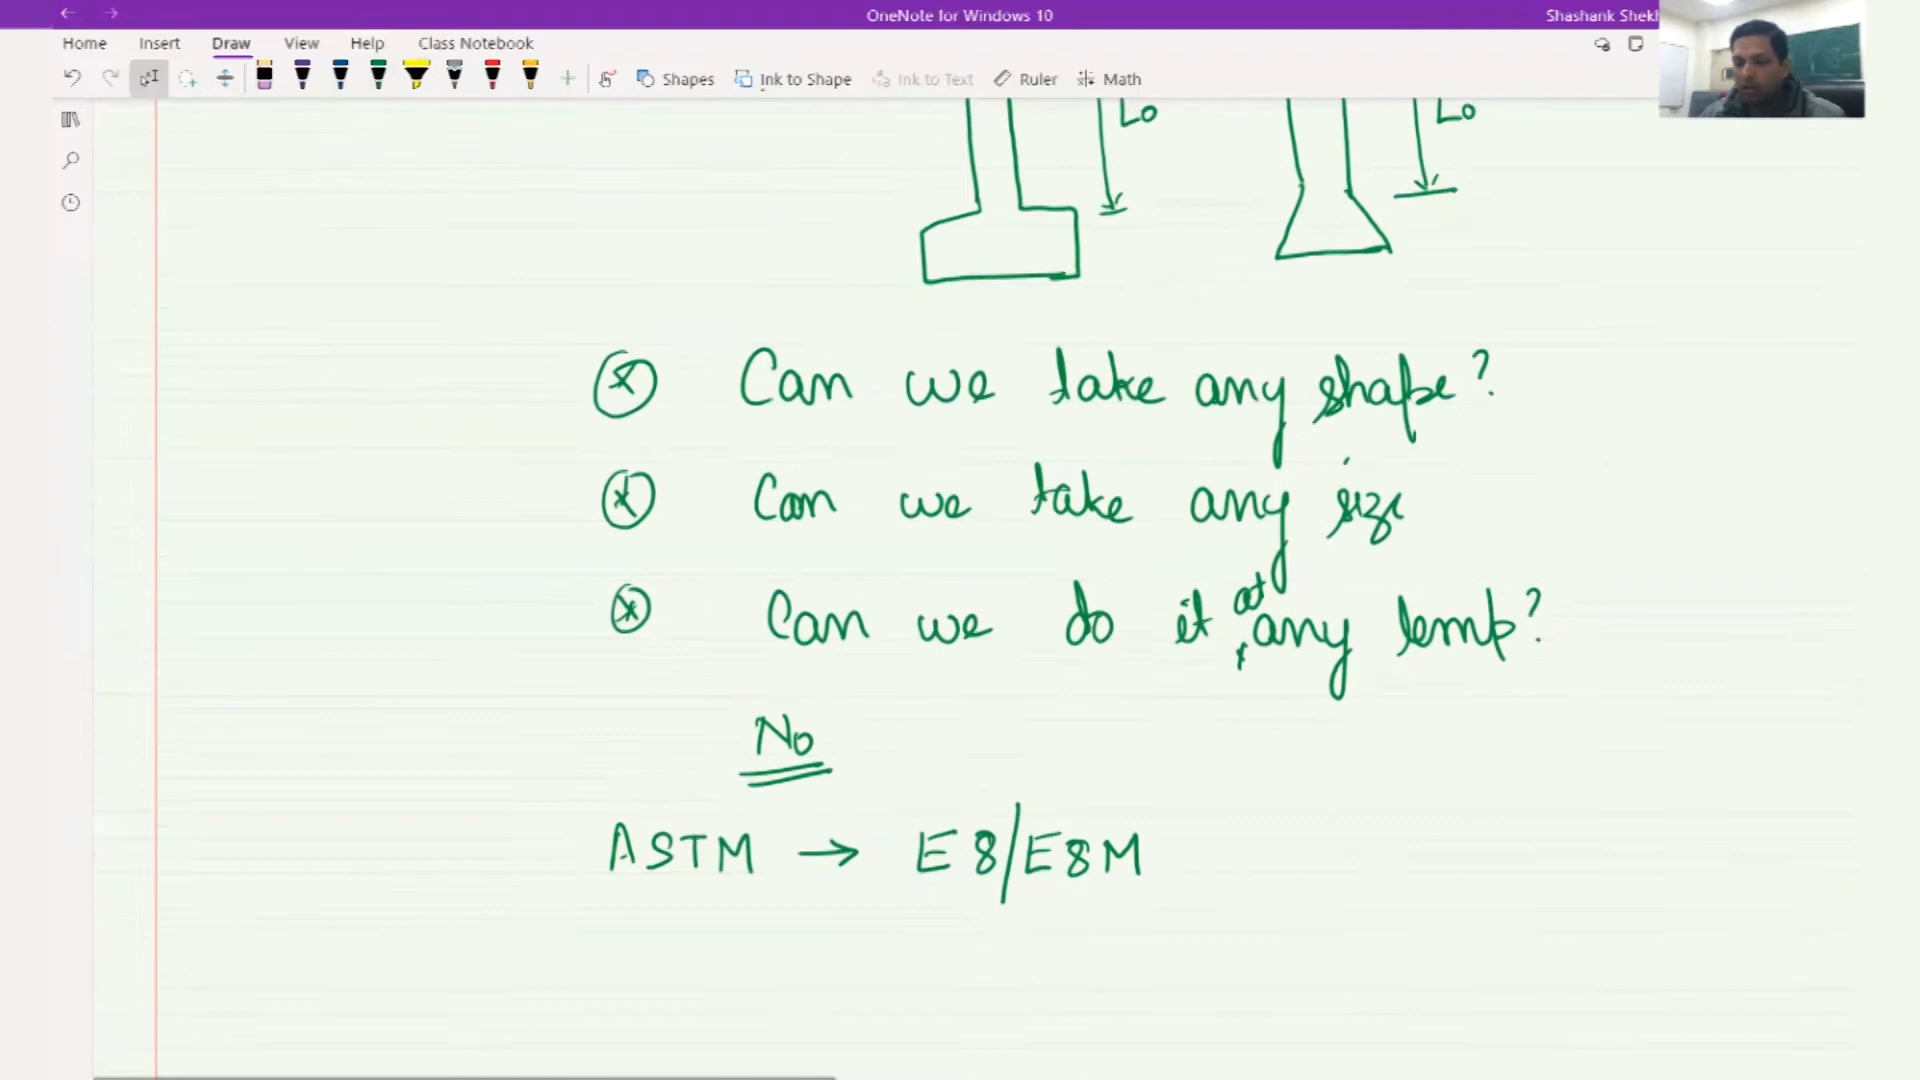 OneNote for Windows 10
Shashank Shekh
Home Insert Draw View Help Class Notebook
Shapes Ink to Shape Ink to Text Ruler Math
Lo Lo
Can we take any shape?
Can we take any size
Can we do it at any temp?
No
ASTM → E8/E8M